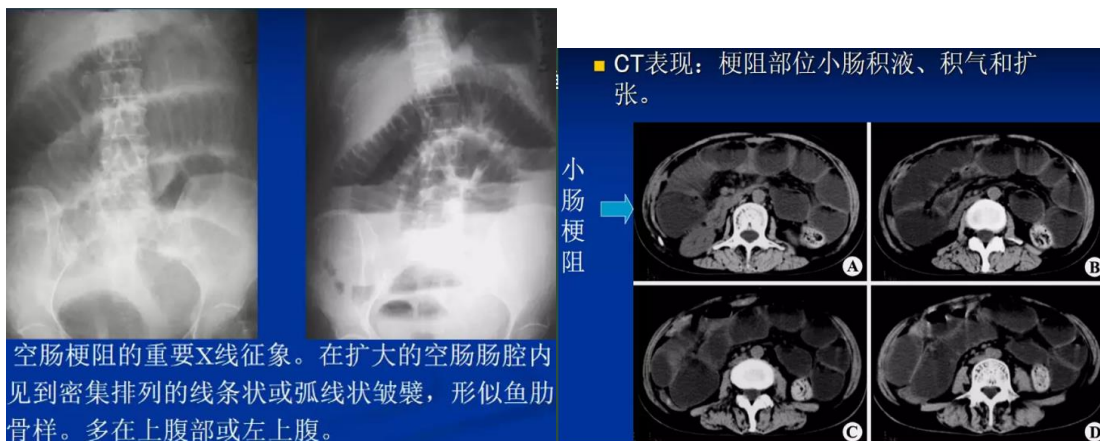 空肠梗阻的重要X线征象。在扩大的空肠肠腔内
见到密集排列的线条状或弧线状皱襞，形似鱼肋
骨样。多在上腹部或左上腹。
CT表现：梗阻部位小肠积液、积气和扩
张。
小肠梗阻
A
B
C
D